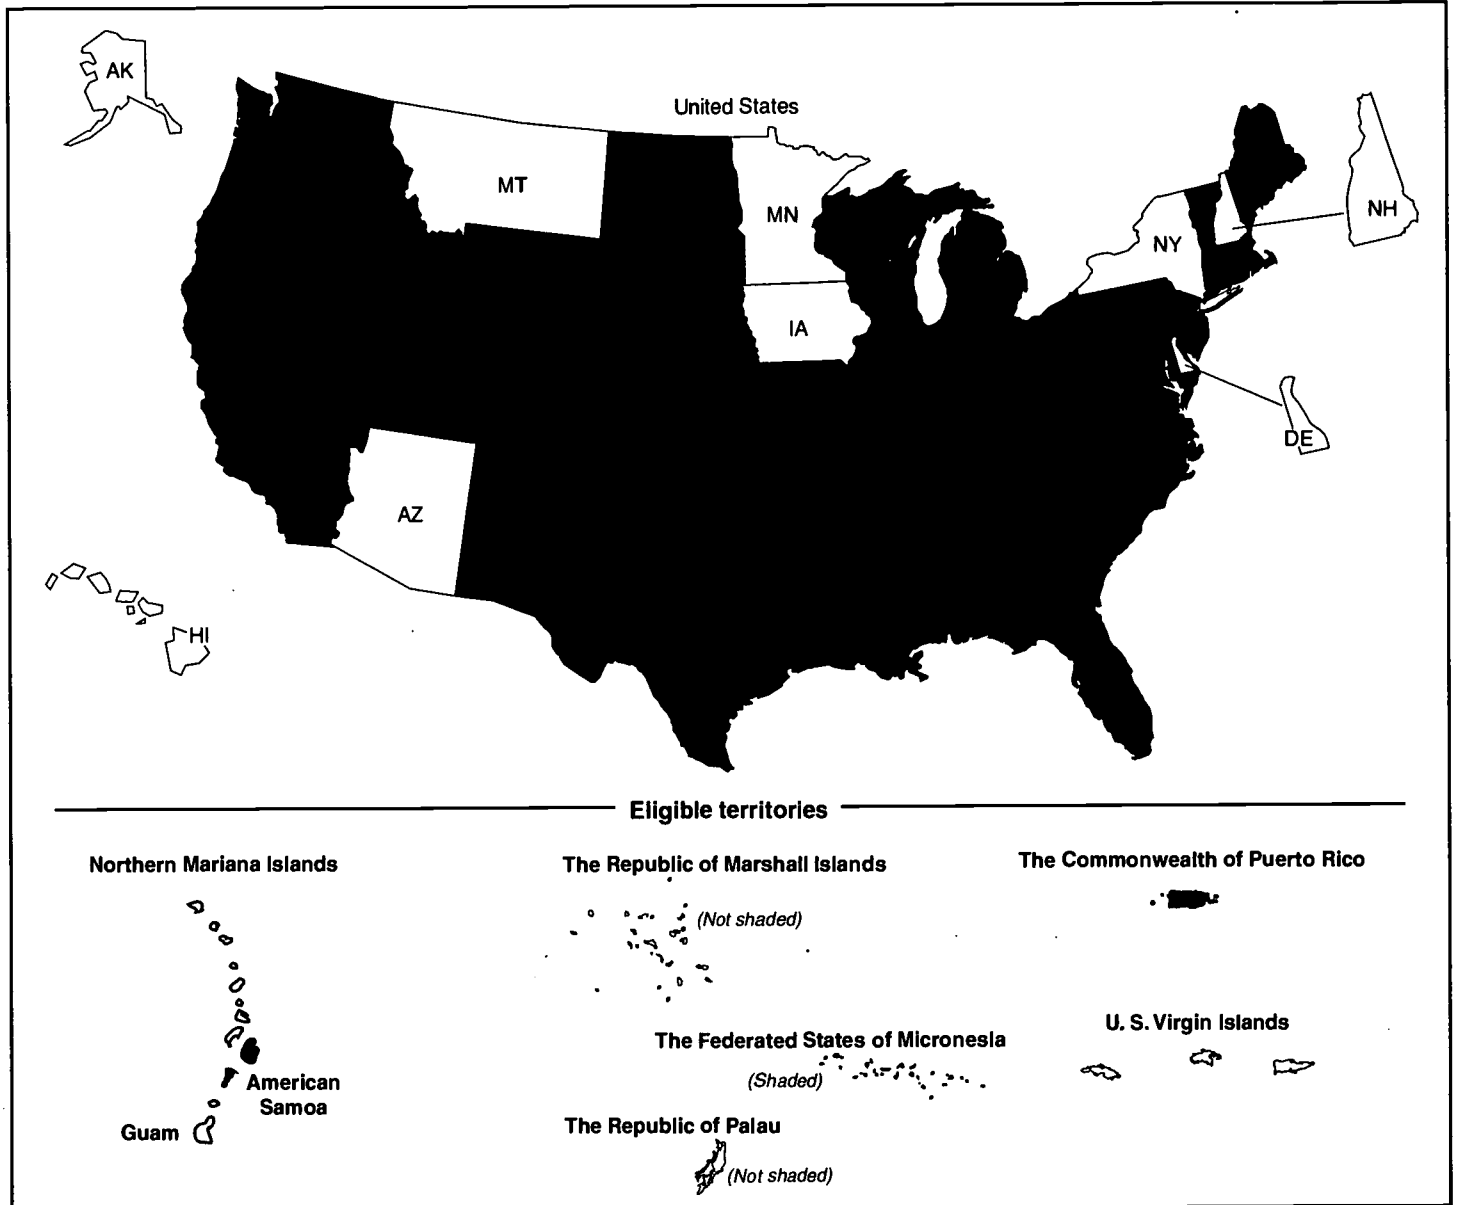 AK
United States
MT
MN
NH
NY
IA
DE
AZ
HI
Eligible territories
Northern Mariana Islands
The Republic of Marshall Islands
The Commonwealth of Puerto Rico
(Not shaded)
U. S. Virgin Islands
The Federated States of Micronesia
(Shaded)
American
Samoa
Guam
The Republic of Palau
(Not shaded)